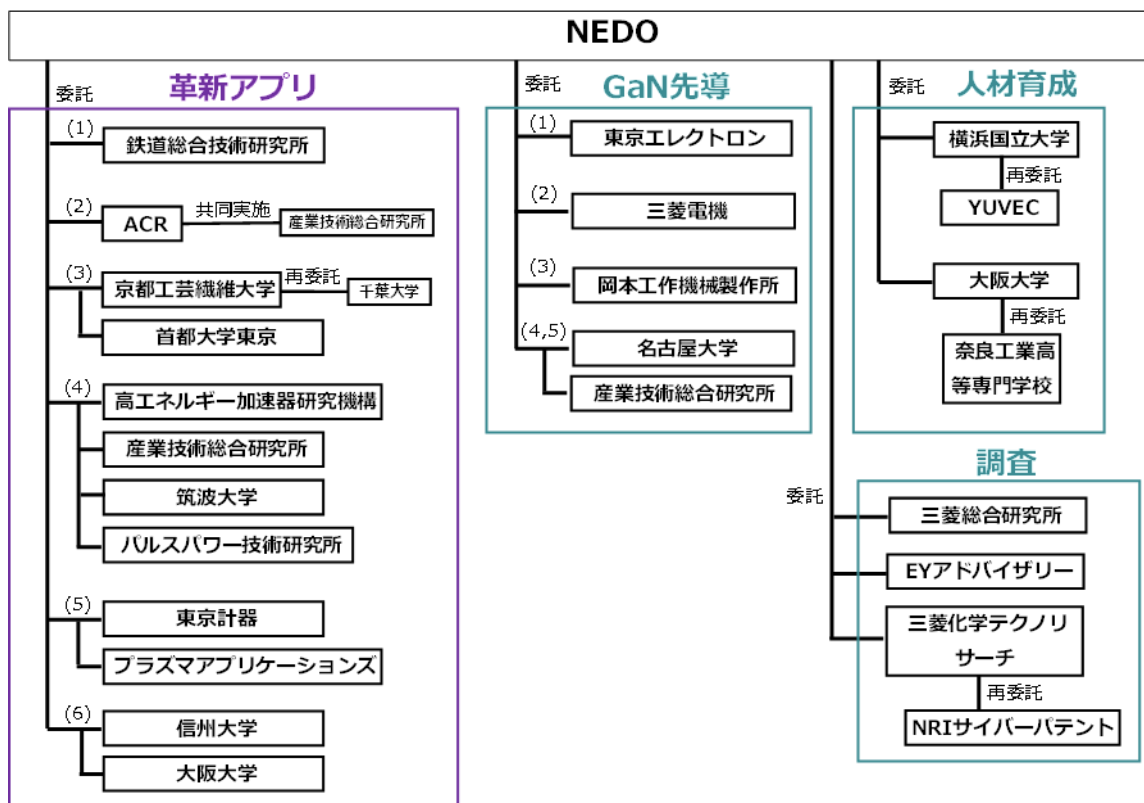 NEDO
委託
革新アプリ
(1)
鉄道総合技術研究所
(2)
ACR
共同実施
産業技術総合研究所
(3)
京都工芸繊維大学
再委託
千葉大学
首都大学東京
(4)
高エネルギー加速器研究機構
産業技術総合研究所
筑波大学
パルスパワー技術研究所
(5)
東京計器
プラズマアプリケーションズ
(6)
信州大学
大阪大学
委託
GaN先導
(1)
東京エレクトロン
(2)
三菱電機
(3)
岡本工作機械製作所
(4,5)
名古屋大学
産業技術総合研究所
委託
人材育成
横浜国立大学
再委託
YUVEC
大阪大学
再委託
奈良工業高
等専門学校
委託
調査
三菱総合研究所
EYアドバイザリー
三菱化学テクノリ
サーチ
再委託
NRIサイバーパテント